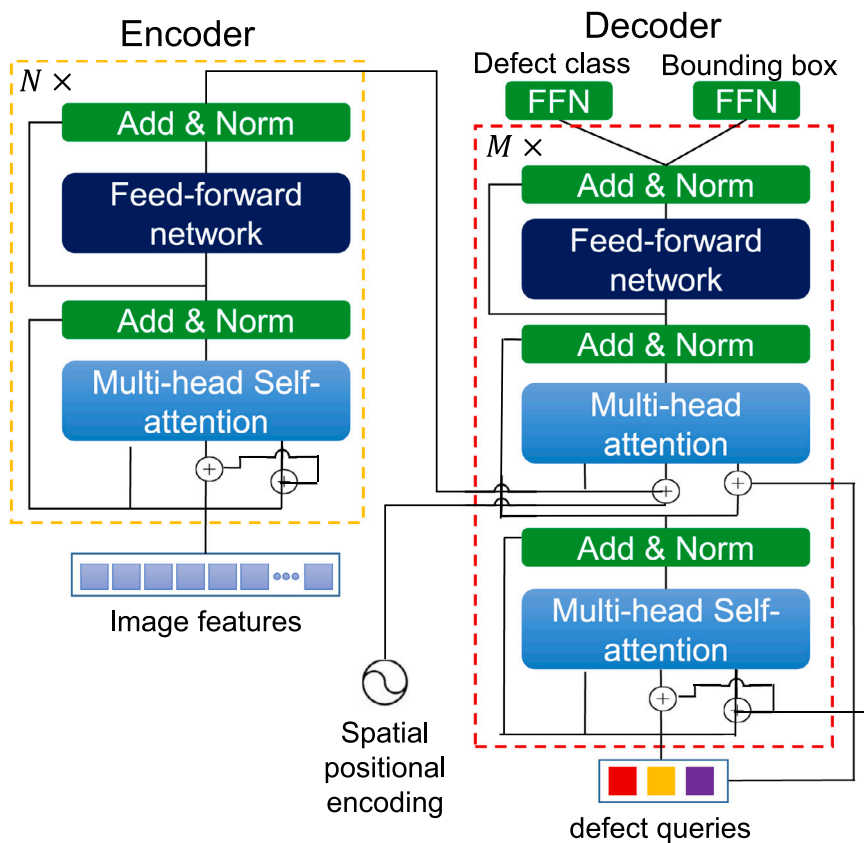 Encoder
N ×
Add & Norm
Feed-forward
network
Add & Norm
Multi-head Self-
attention
Image features
Spatial
positional
encoding
Decoder
Defect class
Bounding box
FFN
FFN
M ×
Add & Norm
Feed-forward
network
Add & Norm
Multi-head
attention
Add & Norm
Multi-head Self-
attention
defect queries